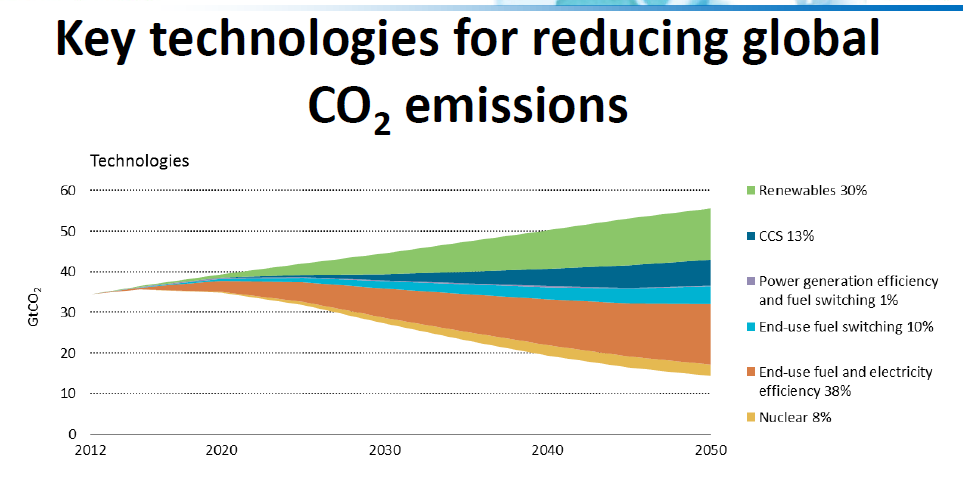 Key technologies for reducing global
CO₂ emissions
Technologies
60
50
40
30
20
10
0
GtCO₂
2012
2020
2030
2040
2050
Renewables 30%
CCS 13%
Power generation efficiency
and fuel switching 1%
End-use fuel switching 10%
End-use fuel and electricity
efficiency 38%
Nuclear 8%